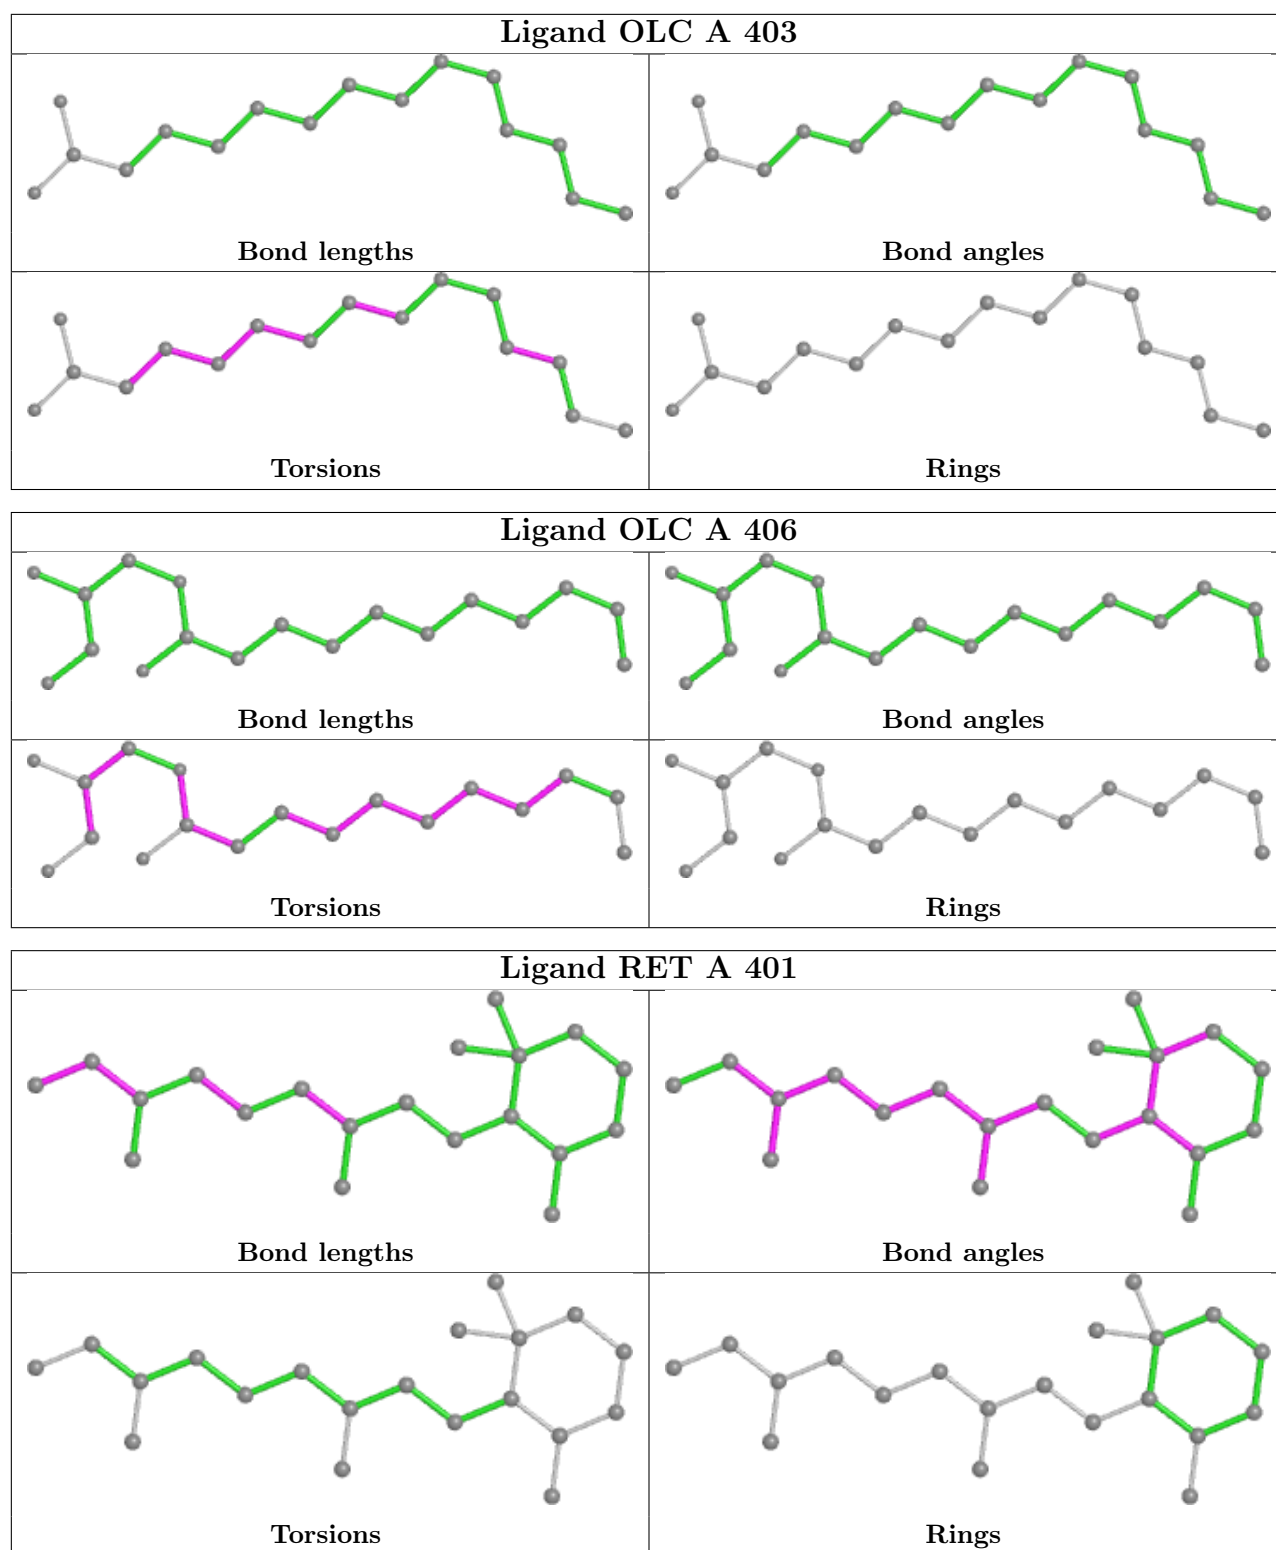 Ligand OLC A 403
Bond lengths
Bond angles
Torsions
Rings
Ligand OLC A 406
Bond lengths
Bond angles
Torsions
Rings
Ligand RET A 401
Bond lengths
Bond angles
Torsions
Rings